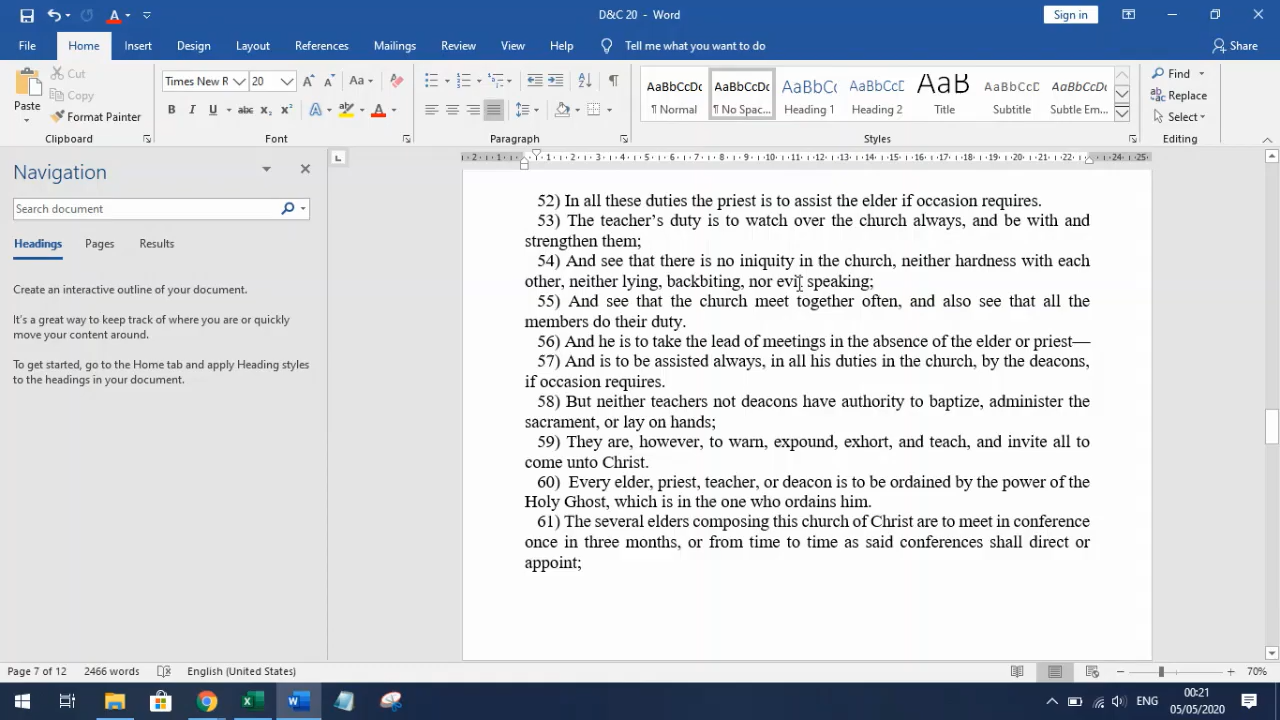 D&C 20 - Word
Sign in
File Home Insert Design Layout References Mailings Review View Help Tell me what you want to do Share
Paste Cut Copy Format Painter
Times New R 20
AaBbCcDc AaBbCcDc AaBbCc AaBbCcC AaB AaBbCcD AaBbCcDc
¶ Normal ¶ No Spac... Heading 1 Heading 2 Title Subtitle Subtle Em...
Find Replace Select
Clipboard Font Paragraph Styles Editing
Navigation
Search document
Headings Pages Results
Create an interactive outline of your document.
It's a great way to keep track of where you are or quickly
move your content around.
To get started, go to the Home tab and apply Heading styles
to the headings in your document.
52) In all these duties the priest is to assist the elder if occasion requires.
53) The teacher’s duty is to watch over the church always, and be with and
strengthen them;
54) And see that there is no iniquity in the church, neither hardness with each
other, neither lying, backbiting, nor evil speaking;
55) And see that the church meet together often, and also see that all the
members do their duty.
56) And he is to take the lead of meetings in the absence of the elder or priest—
57) And is to be assisted always, in all his duties in the church, by the deacons,
if occasion requires.
58) But neither teachers not deacons have authority to baptize, administer the
sacrament, or lay on hands;
59) They are, however, to warn, expound, exhort, and teach, and invite all to
come unto Christ.
60) Every elder, priest, teacher, or deacon is to be ordained by the power of the
Holy Ghost, which is in the one who ordains him.
61) The several elders composing this church of Christ are to meet in conference
once in three months, or from time to time as said conferences shall direct or
appoint;
Page 7 of 12 2466 words English (United States) 70%
ENG 00:21
05/05/2020